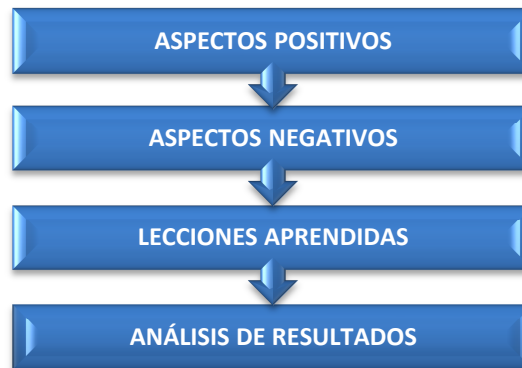 ASPECTOS POSITIVOS
ASPECTOS NEGATIVOS
LECCIONES APRENDIDAS
ANÁLISIS DE RESULTADOS